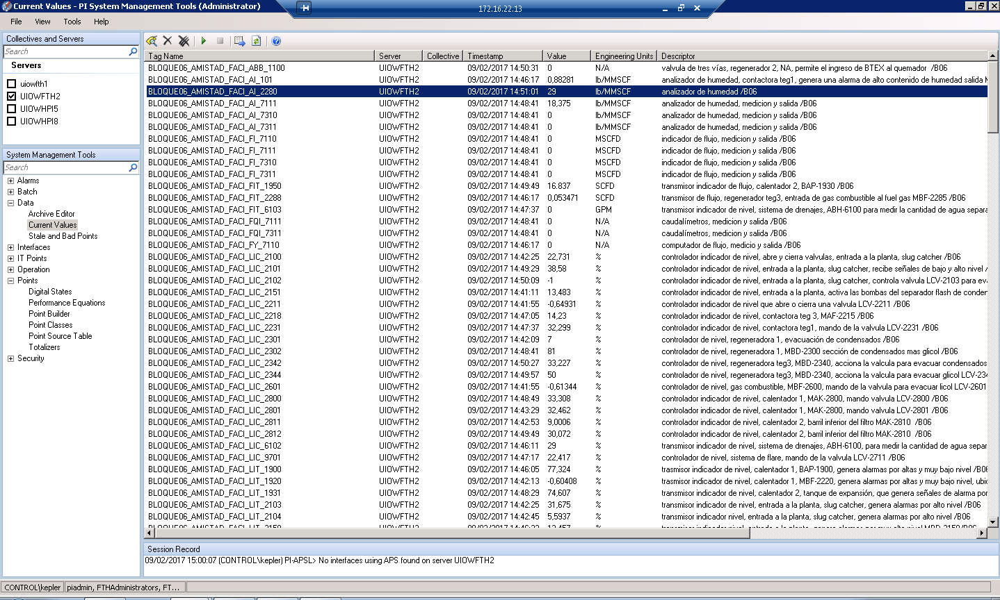 Current Values - PI System Management Tools (Administrator)
172.16.22.13
File View Tools Help
Collectives and Servers
Search
Servers
uiowfth1
UIOWFTH2
UIOWHPI5
UIOWHPI8
System Management Tools
Search
Alarms
Batch
Data
Archive Editor
Current Values
Stale and Bad Points
Interfaces
IT Points
Operation
Points
Digital States
Performance Equations
Point Builder
Point Classes
Point Source Table
Totalizers
Security
Tag Name Server Collective Timestamp Value Engineering Units Descriptor
BLOQUE06_AMISTAD_FACI_ABB_1100 UIOWFTH2 09/02/2017 14:50:31 0 N/A valvula de tres vías, regenerador 2, NA, permite el ingreso de BTEX al quemador /B06
BLOQUE06_AMISTAD_FACI_AI_101 UIOWFTH2 09/02/2017 14:46:17 0,88281 lb/MMSCF analizador de humedad, contactora teg1, genera una alarma de alto contenido de humedad salida
BLOQUE06_AMISTAD_FACI_AI_2280 UIOWFTH2 09/02/2017 14:51:01 29 lb/MMSCF analizador de humedad /B06
BLOQUE06_AMISTAD_FACI_AI_7111 UIOWFTH2 09/02/2017 14:48:41 18,375 lb/MMSCF analizador de humedad, medicion y salida /B06
BLOQUE06_AMISTAD_FACI_AI_7310 UIOWFTH2 09/02/2017 14:48:41 0 lb/MMSCF analizador de humedad, medicion y salida /B06
BLOQUE06_AMISTAD_FACI_AI_7311 UIOWFTH2 09/02/2017 14:48:41 0 lb/MMSCF analizador de humedad, medicion y salida /B06
BLOQUE06_AMISTAD_FACI_FI_7110 UIOWFTH2 09/02/2017 14:48:41 0 MSCFD indicador de flujo, medicion y salida /B06
BLOQUE06_AMISTAD_FACI_FI_7111 UIOWFTH2 09/02/2017 14:48:41 0 MSCFD indicador de flujo, medicion y salida /B06
BLOQUE06_AMISTAD_FACI_FI_7310 UIOWFTH2 09/02/2017 14:48:41 0 MSCFD indicador de flujo, medicion y salida /B06
BLOQUE06_AMISTAD_FACI_FI_7311 UIOWFTH2 09/02/2017 14:48:41 0 MSCFD indicador de flujo, medicion y salida /B06
BLOQUE06_AMISTAD_FACI_FIT_1950 UIOWFTH2 09/02/2017 14:49:49 16.837 SCFD transmisor indicador de flujo, calentador 2, BAP-1930 /B06
BLOQUE06_AMISTAD_FACI_FIT_2288 UIOWFTH2 09/02/2017 14:46:17 0,053471 SCFD transmisor de flujo, regenerador teg3, entrada de gas combustible al fuel gas MBF-2285 /B06
BLOQUE06_AMISTAD_FACI_FIT_6103 UIOWFTH2 09/02/2017 14:47:37 0 GPM transmisor indicador de nivel, sistema de drenajes, ABH-6100 para medir la cantidad de agua separa
BLOQUE06_AMISTAD_FACI_FQI_7111 UIOWFTH2 09/02/2017 14:48:41 0 N/A caudalímetros, medicion y salida /B06
BLOQUE06_AMISTAD_FACI_FQI_7311 UIOWFTH2 09/02/2017 14:48:41 0 N/A caudalímetros, medicion y salida /B06
BLOQUE06_AMISTAD_FACI_FY_7110 UIOWFTH2 09/02/2017 14:46:17 0 N/A computador de flujo, medicio y salida /B06
BLOQUE06_AMISTAD_FACI_LIC_2100 UIOWFTH2 09/02/2017 14:42:25 22,731 % controlador indicador de nivel, abre y cierra valvulas, entrada a la planta, slug catcher /B06
BLOQUE06_AMISTAD_FACI_LIC_2101 UIOWFTH2 09/02/2017 14:49:29 38,58 % controlador indicador de nivel, entrada a la planta, slug catcher, recibe señales de bajo y alto nivel /
BLOQUE06_AMISTAD_FACI_LIC_2102 UIOWFTH2 09/02/2017 14:50:09 -1 % controlador indicador de nivel, entrada a la planta, slug catcher, controla valvula LCV-2103 para ev
BLOQUE06_AMISTAD_FACI_LIC_2151 UIOWFTH2 09/02/2017 14:41:11 13,483 % controlador indicador de nivel, entrada a la planta, activa las bombas del separador flash de conden
BLOQUE06_AMISTAD_FACI_LIC_2211 UIOWFTH2 09/02/2017 14:41:55 -0,64931 % controlador indicador de nivel que abre o cierra una valvula LCV-2211 /B06
BLOQUE06_AMISTAD_FACI_LIC_2218 UIOWFTH2 09/02/2017 14:47:05 14,23 % controlador indicador de nivel, contactora teg 3, MAF-2215 /B06
BLOQUE06_AMISTAD_FACI_LIC_2231 UIOWFTH2 09/02/2017 14:47:37 32,299 % controlador indicador de nivel, contactora teg1, mando de la valvula LCV-2231 /B06
BLOQUE06_AMISTAD_FACI_LIC_2301 UIOWFTH2 09/02/2017 14:42:09 7 % controlador de nivel, regeneradora 1, evacuación de condensados /B06
BLOQUE06_AMISTAD_FACI_LIC_2302 UIOWFTH2 09/02/2017 14:48:41 81 % controlador de nivel, regeneradora 1, MBD-2300 sección de condensados mas glicol /B06
BLOQUE06_AMISTAD_FACI_LIC_2342 UIOWFTH2 09/02/2017 14:50:27 33,227 % controlador de nivel, regeneradora teg3, MBD-2340, acciona la valcula para evacuar condensados
BLOQUE06_AMISTAD_FACI_LIC_2344 UIOWFTH2 09/02/2017 14:49:57 50 % controlador de nivel, regeneradora teg3, MBD-2340, acciona la valcula para evacuar glicol LCV-234
BLOQUE06_AMISTAD_FACI_LIC_2601 UIOWFTH2 09/02/2017 14:41:55 -0,61344 % controlador de nivel, gas combustible, MBF-2600, mando de la valvula para evacuar licol LCV-2601
BLOQUE06_AMISTAD_FACI_LIC_2800 UIOWFTH2 09/02/2017 14:48:49 33,308 % controlador indicador de nivel, calentador 1, MAK-2800, mando valvula LCV-2800 /B06
BLOQUE06_AMISTAD_FACI_LIC_2801 UIOWFTH2 09/02/2017 14:43:29 32,462 % controlador indicador de nivel, calentador 1, MAK-2800, mando valvula LCV-2801 /B06
BLOQUE06_AMISTAD_FACI_LIC_2811 UIOWFTH2 09/02/2017 14:42:53 9,0006 % controlador indicador de nivel, calentador 2, barril inferior del filtro MAK-2810 /B06
BLOQUE06_AMISTAD_FACI_LIC_2812 UIOWFTH2 09/02/2017 14:49:49 30,072 % controlador indicador de nivel, calentador 2, barril inferior del filtro MAK-2810 /B06
BLOQUE06_AMISTAD_FACI_LIC_6102 UIOWFTH2 09/02/2017 14:46:11 29 % transmisor indicador de nivel, sistema de drenajes, ABH-6100, para medir la cantidad de agua separ
BLOQUE06_AMISTAD_FACI_LIC_9701 UIOWFTH2 09/02/2017 14:47:17 22,417 % controlador de nivel, sistema de flare, mando de la valvula LCV-2711 /B06
BLOQUE06_AMISTAD_FACI_LIT_1900 UIOWFTH2 09/02/2017 14:46:05 77,324 % trasmisor indicador de nivel, calentador 1, BAP-1900, genera alarmas por altas y muy bajo nivel /B06
BLOQUE06_AMISTAD_FACI_LIT_1920 UIOWFTH2 09/02/2017 14:42:13 -0,60408 % trasmisor indicador de nivel, calentador 1, MBF-2220, genera alarmas por altas y muy bajo nivel, ubic
BLOQUE06_AMISTAD_FACI_LIT_1931 UIOWFTH2 09/02/2017 14:48:29 74,607 % transmisor indicador de nivel, calentador 2, tanque de expansión, que genera señales de alarma por
BLOQUE06_AMISTAD_FACI_LIT_2103 UIOWFTH2 09/02/2017 14:42:25 31,675 % transmisor indicador de nivel, entrada a la planta, slug catcher, genera alarmas por alto nivel /B06
BLOQUE06_AMISTAD_FACI_LIT_2104 UIOWFTH2 09/02/2017 14:42:45 5,5937 % transmisor indicador nivel, entrada a la planta, slug catcher, genera alarmas por alto nivel /B06
Session Record
09/02/2017 15:00:07 (CONTROL\kepler) PI-APSL> No interfaces using APS found on server UIOWFTH2
CONTROL\kepler piadmin, FTHAdministrators, FT...